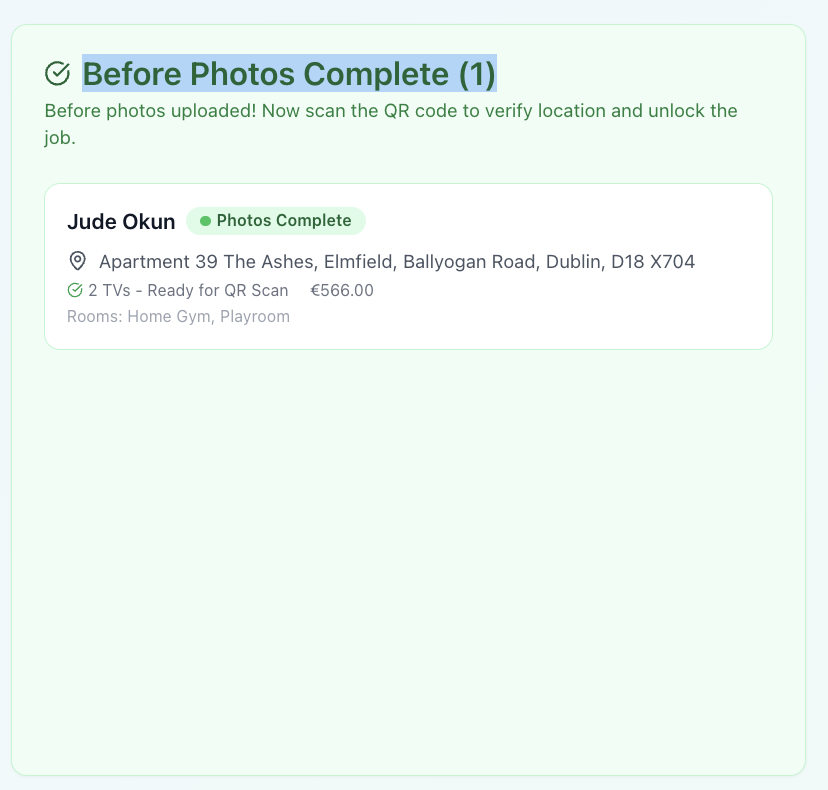 Before Photos Complete (1)
Before photos uploaded! Now scan the QR code to verify location and unlock the
job.
Jude Okun
Photos Complete
Apartment 39 The Ashes, Elmfield, Ballyogan Road, Dublin, D18 X704
2 TVs - Ready for QR Scan €566.00
Rooms: Home Gym, Playroom